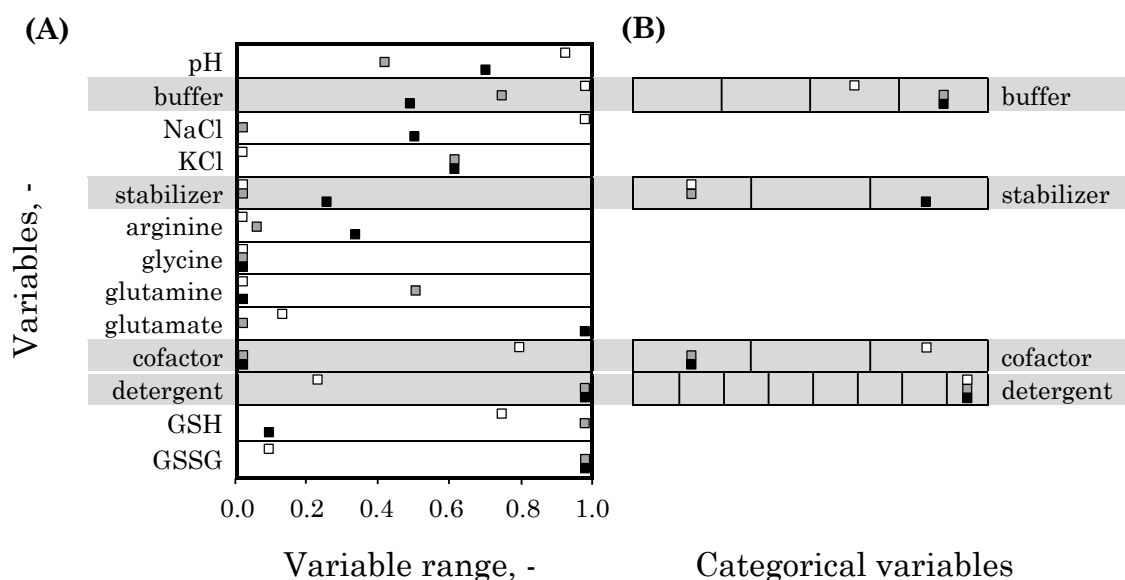 (A)
(B)
Variables, -
pH
buffer
NaCl
KCl
stabilizer
arginine
glycine
glutamine
glutamate
cofactor
detergent
GSH
GSSG
0.0 0.2 0.4 0.6 0.8 1.0
Variable range, -
buffer
stabilizer
cofactor
detergent
Categorical variables